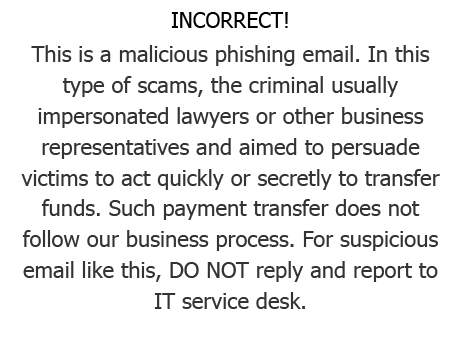 INCORRECT!
This is a malicious phishing email. In this
type of scams, the criminal usually
impersonated lawyers or other business
representatives and aimed to persuade
victims to act quickly or secretly to transfer
funds. Such payment transfer does not
follow our business process. For suspicious
email like this, DO NOT reply and report to
IT service desk.